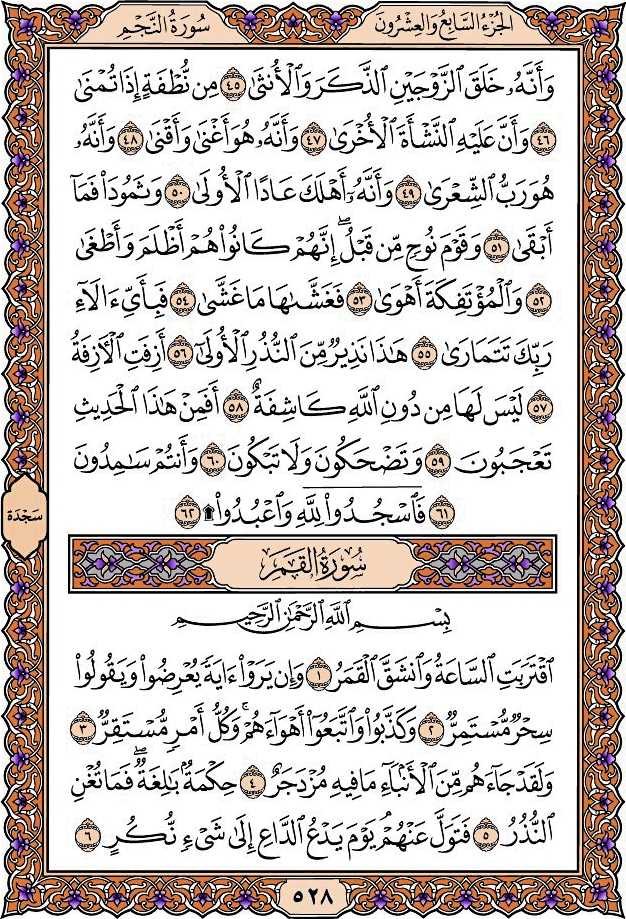 الجُزْءُ السَّابِعُ وَالعِشْرُونَ
سُورَةُ النَّجْمِ
وَأَنَّهُۥ خَلَقَ ٱلزَّوْجَيْنِ ٱلذَّكَرَ وَٱلْأُنثَىٰ ٤٥ مِن نُّطْفَةٍ إِذَا تُمْنَىٰ
٤٦ وَأَنَّ عَلَيْهِ ٱلنَّشْأَةَ ٱلْأُخْرَىٰ ٤٧ وَأَنَّهُۥ هُوَ أَغْنَىٰ وَأَقْنَىٰ ٤٨ وَأَنَّهُۥ
هُوَ رَبُّ ٱلشِّعْرَىٰ ٤٩ وَأَنَّهُۥٓ أَهْلَكَ عَادًا ٱلْأُولَىٰ ٥٠ وَثَمُودَا۟ فَمَآ
أَبْقَىٰ ٥١ وَقَوْمَ نُوحٍ مِّن قَبْلُ ۖ إِنَّهُمْ كَانُوا۟ هُمْ أَظْلَمَ وَأَطْغَىٰ
٥٢ وَٱلْمُؤْتَفِكَةَ أَهْوَىٰ ٥٣ فَغَشَّىٰهَا مَا غَشَّىٰ ٥٤ فَبِأَىِّ ءَالَآءِ
رَبِّكَ تَتَمَارَىٰ ٥٥ هَٰذَا نَذِيرٌ مِّنَ ٱلنُّذُرِ ٱلْأُولَىٰٓ ٥٦ أَزِفَتِ ٱلْءَازِفَةُ
٥٧ لَيْسَ لَهَا مِن دُونِ ٱللَّهِ كَاشِفَةٌ ٥٨ أَفَمِنْ هَٰذَا ٱلْحَدِيثِ
تَعْجَبُونَ ٥٩ وَتَضْحَكُونَ وَلَا تَبْكُونَ ٦٠ وَأَنتُمْ سَٰمِدُونَ
٦١ فَٱسْجُدُوا۟ لِلَّهِ وَٱعْبُدُوا۟ ۩ ٦٢
سَجْدَة
سُورَةُ القَمَرِ
بِسْمِ ٱللَّهِ ٱلرَّحْمَٰنِ ٱلرَّحِيمِ
ٱقْتَرَبَتِ ٱلسَّاعَةُ وَٱنشَقَّ ٱلْقَمَرُ ١ وَإِن يَرَوْا۟ ءَايَةً يُعْرِضُوا۟ وَيَقُولُوا۟
سِحْرٌ مُّسْتَمِرٌّ ٢ وَكَذَّبُوا۟ وَٱتَّبَعُوٓا۟ أَهْوَآءَهُمْ ۚ وَكُلُّ أَمْرٍ مُّسْتَقِرٌّ ٣
وَلَقَدْ جَآءَهُم مِّنَ ٱلْأَنۢبَآءِ مَا فِيهِ مُزْدَجَرٌ ٤ حِكْمَةٌۢ بَٰلِغَةٌ ۖ فَمَا تُغْنِ
ٱلنُّذُرُ ٥ فَتَوَلَّ عَنْهُمْ ۘ يَوْمَ يَدْعُ ٱلدَّاعِ إِلَىٰ شَىْءٍ نُّكُرٍ ٦
٥٢٨